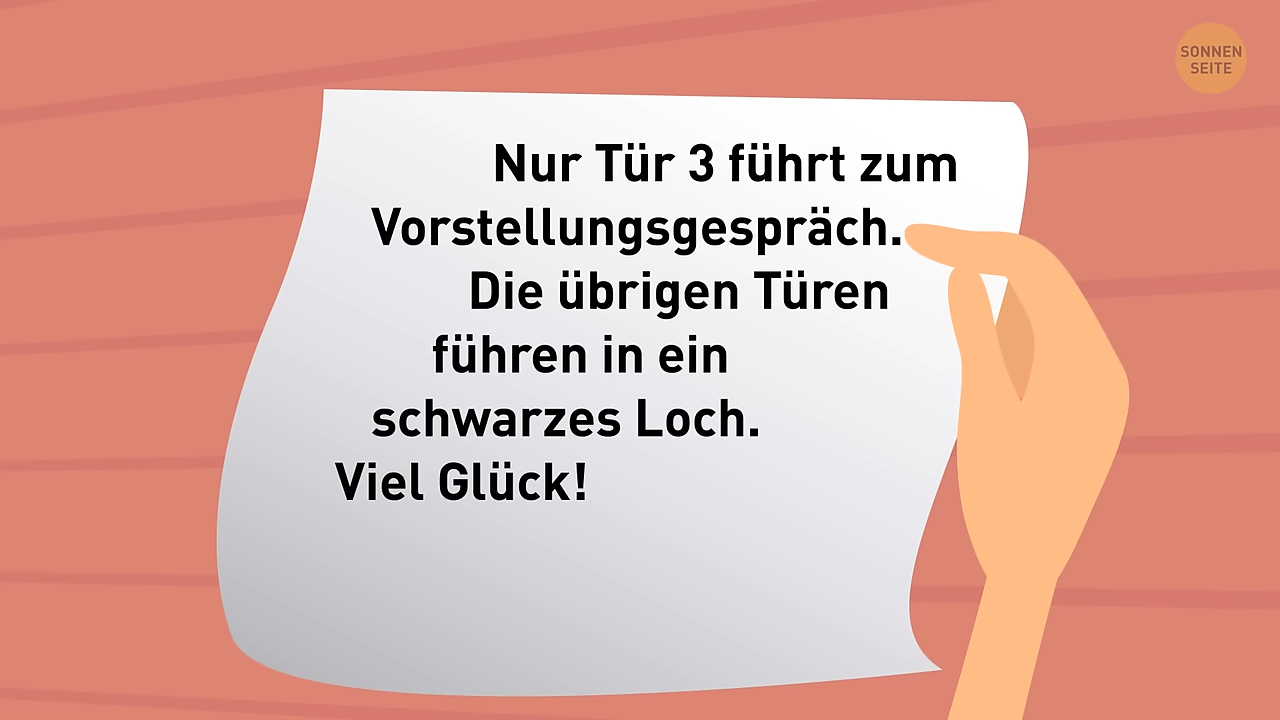 SONNEN
SEITE
Nur Tür 3 führt zum
Vorstellungsgespräch.
Die übrigen Türen
führen in ein
schwarzes Loch.
Viel Glück!